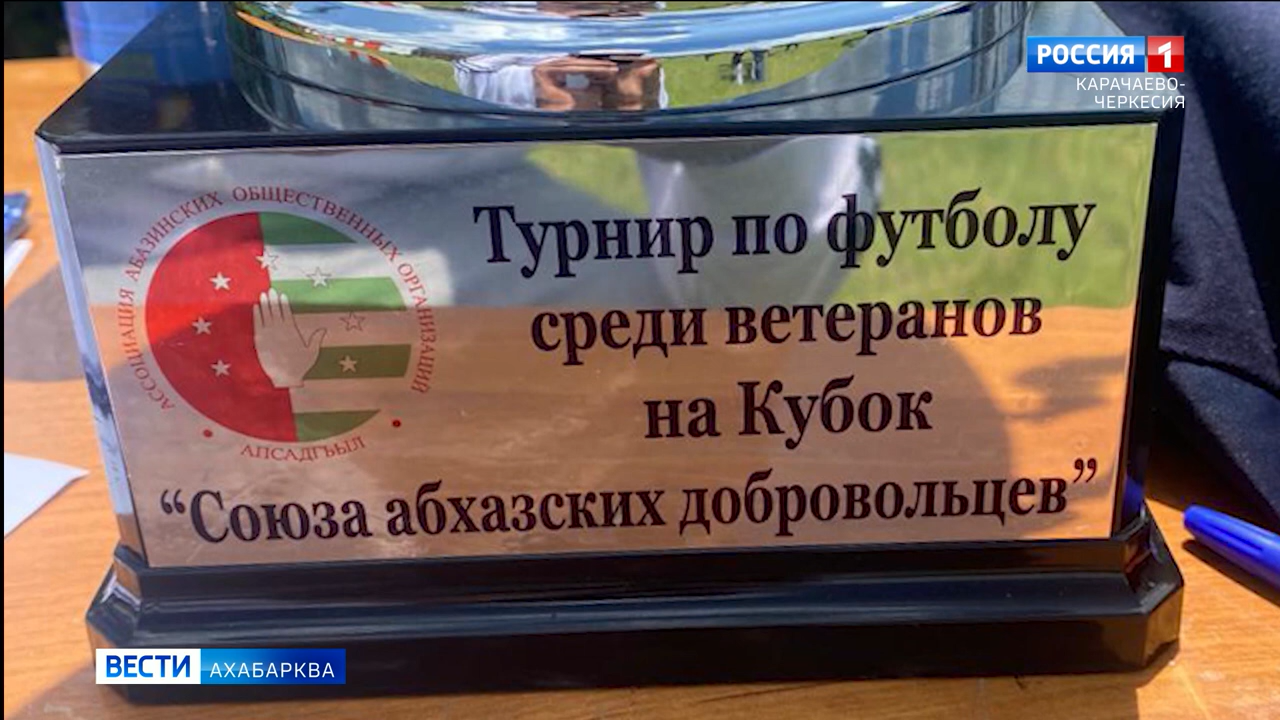 РОССИЯ 1
КАРАЧАЕВО-
ЧЕРКЕСИЯ
АССОЦИАЦИЯ АБАЗИНСКИХ ОБЩЕСТВЕННЫХ ОРГАНИЗАЦИЙ
• АПСАДГЬЫЛ •
Турнир по футболу
среди ветеранов
на Кубок
“Союза абхазских добровольцев”
ВЕСТИ АХАБАРКВА